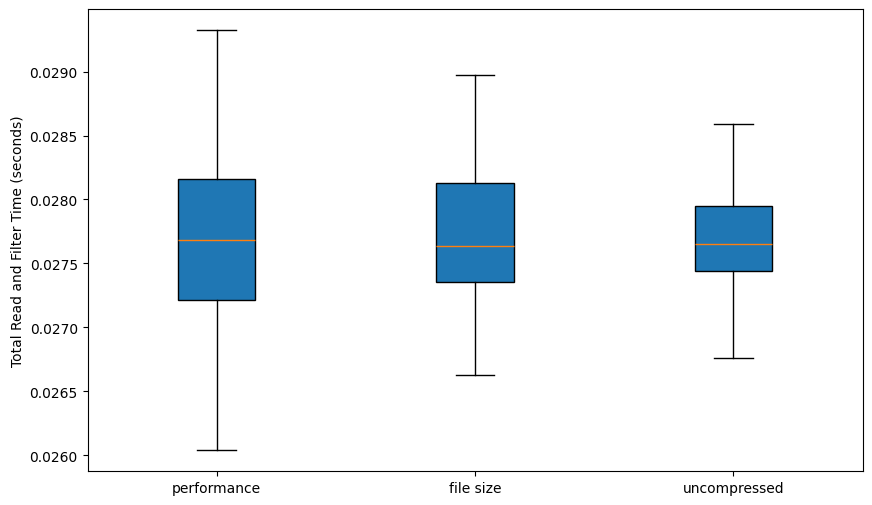 Total Read and Filter Time (seconds)
0.0290
0.0285
0.0280
0.0275
0.0270
0.0265
0.0260
performance
file size
uncompressed